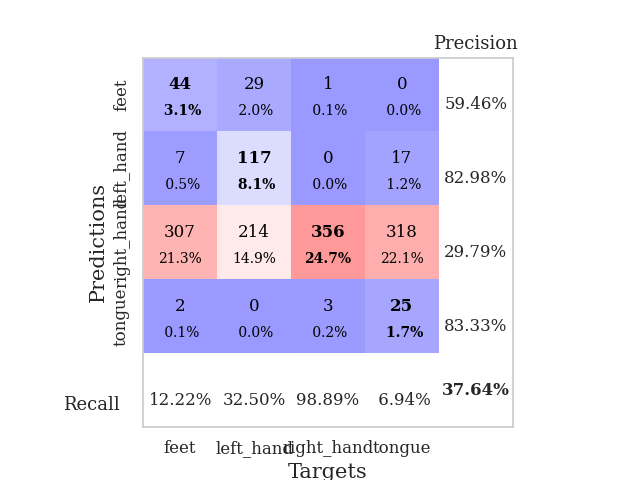 Precision
feet 44 29 1 0 59.46%
3.1% 2.0% 0.1% 0.0%
left_hand 7 117 0 17 82.98%
0.5% 8.1% 0.0% 1.2%
right_hand 307 214 356 318 29.79%
21.3% 14.9% 24.7% 22.1%
tongue 2 0 3 25 83.33%
0.1% 0.0% 0.2% 1.7%
Predictions
Recall 12.22% 32.50% 98.89% 6.94% 37.64%
feet left_hand right_hand tongue
Targets